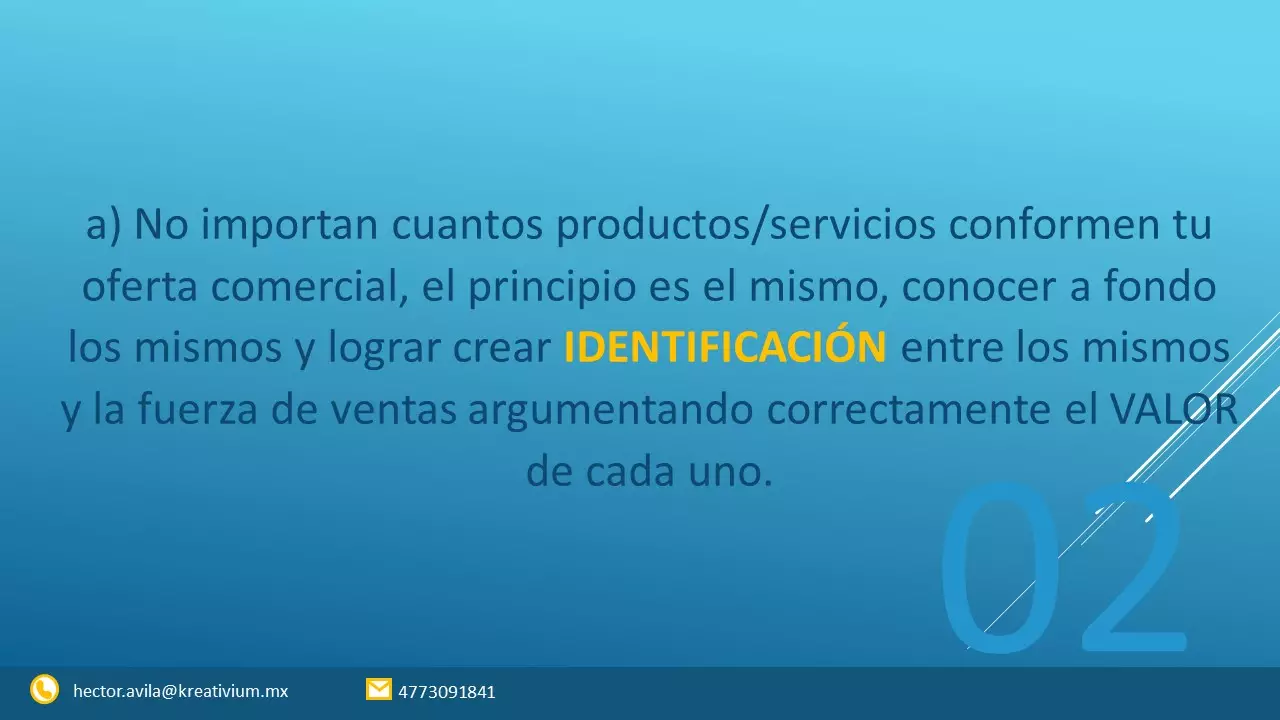 a) No importan cuantos productos/servicios conformen tu
oferta comercial, el principio es el mismo, conocer a fondo
los mismos y lograr crear IDENTIFICACIÓN entre los mismos
y la fuerza de ventas argumentando correctamente el VALOR
de cada uno.
02
hector.avila@kreativium.mx 4773091841